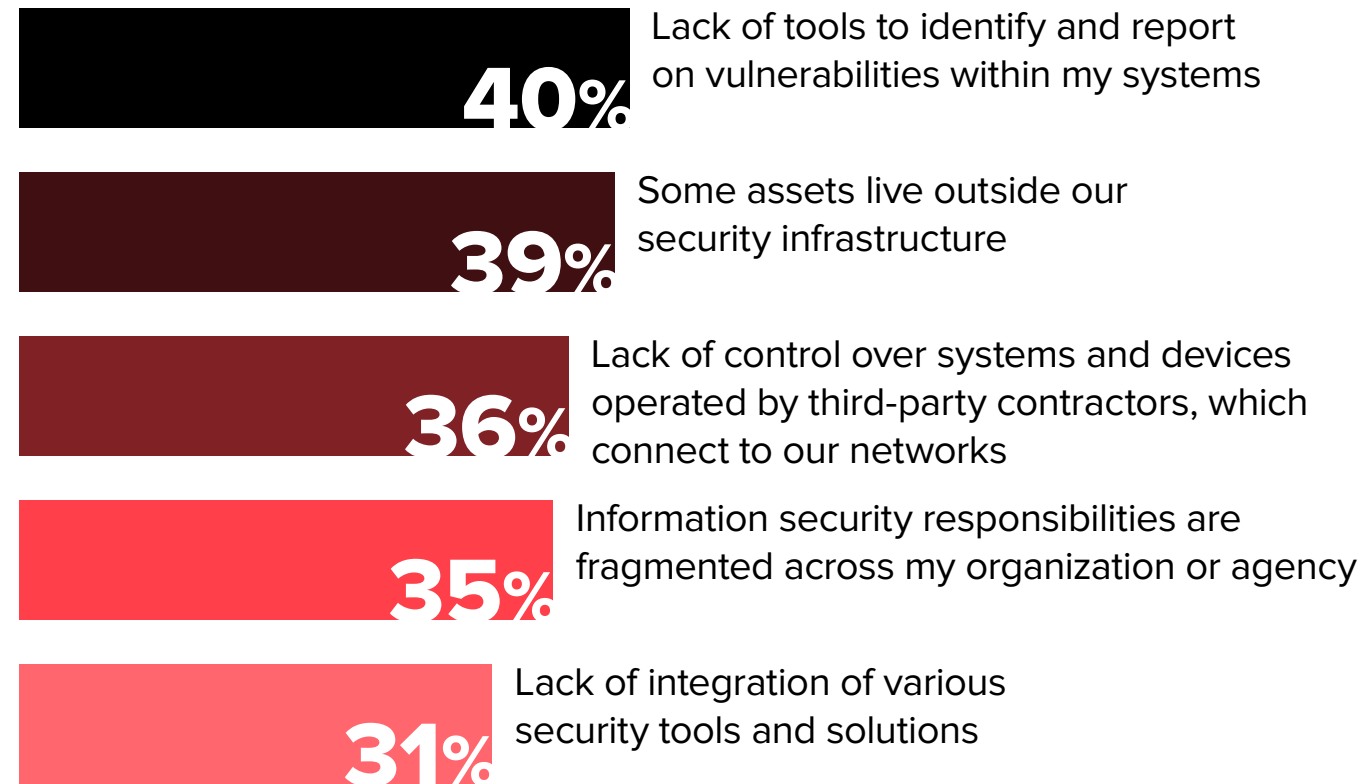 40%
Lack of tools to identify and report
on vulnerabilities within my systems
39%
Some assets live outside our
security infrastructure
36%
Lack of control over systems and devices
operated by third-party contractors, which
connect to our networks
35%
Information security responsibilities are
fragmented across my organization or agency
31%
Lack of integration of various
security tools and solutions